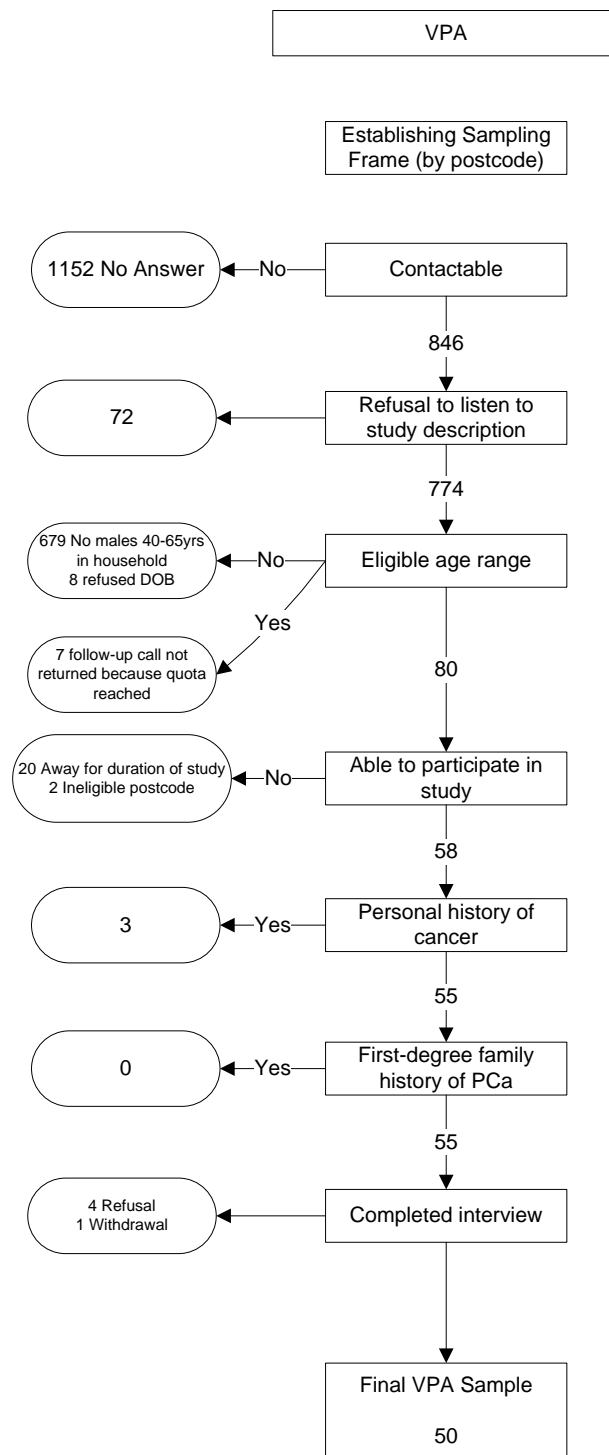 VPA
Establishing Sampling
Frame (by postcode)
1152 No Answer
No
Contactable
846
72
Refusal to listen to
study description
774
679 No males 40-65yrs
in household
8 refused DOB
No
Eligible age range
Yes
7 follow-up call not
returned because quota
reached
80
20 Away for duration of study
2 Ineligible postcode
No
Able to participate in
study
58
3
Yes
Personal history of
cancer
55
0
Yes
First-degree family
history of PCa
55
4 Refusal
1 Withdrawal
Completed interview
Final VPA Sample
50